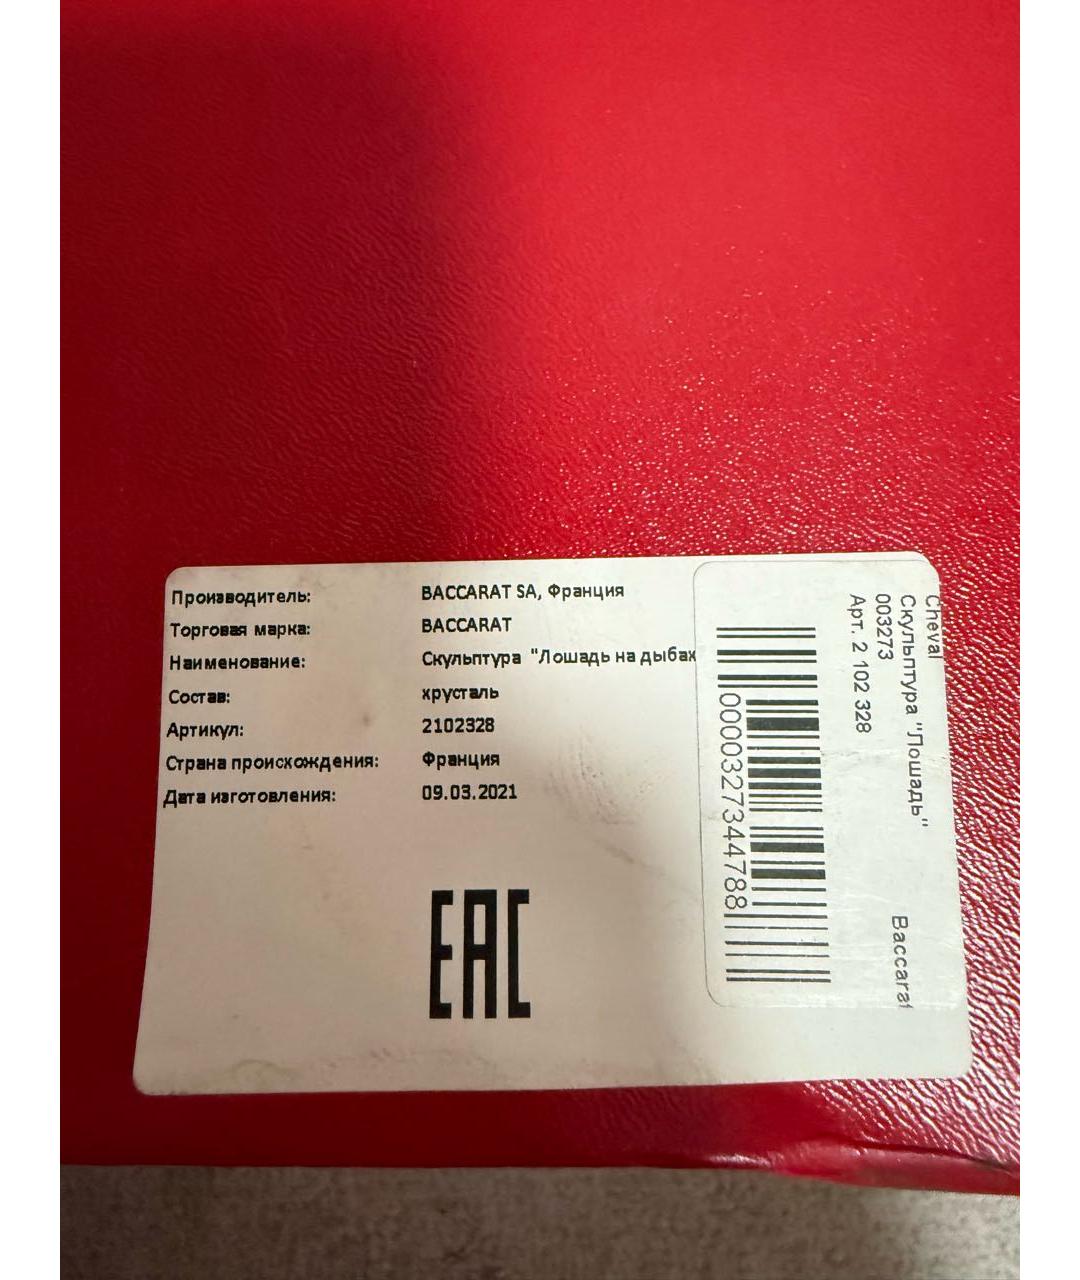 Производитель: BACCARAT SA, Франция
Торговая марка: BACCARAT
Наименование: Скульптура "Лошадь на дыбах
Состав: хрусталь
Артикул: 2102328
Страна происхождения: Франция
Дата изготовления: 09.03.2021
EAC
Cheval
Скульптура "Лошадь"
003273 Baccarat
Арт. 2 102 328
0000327344788